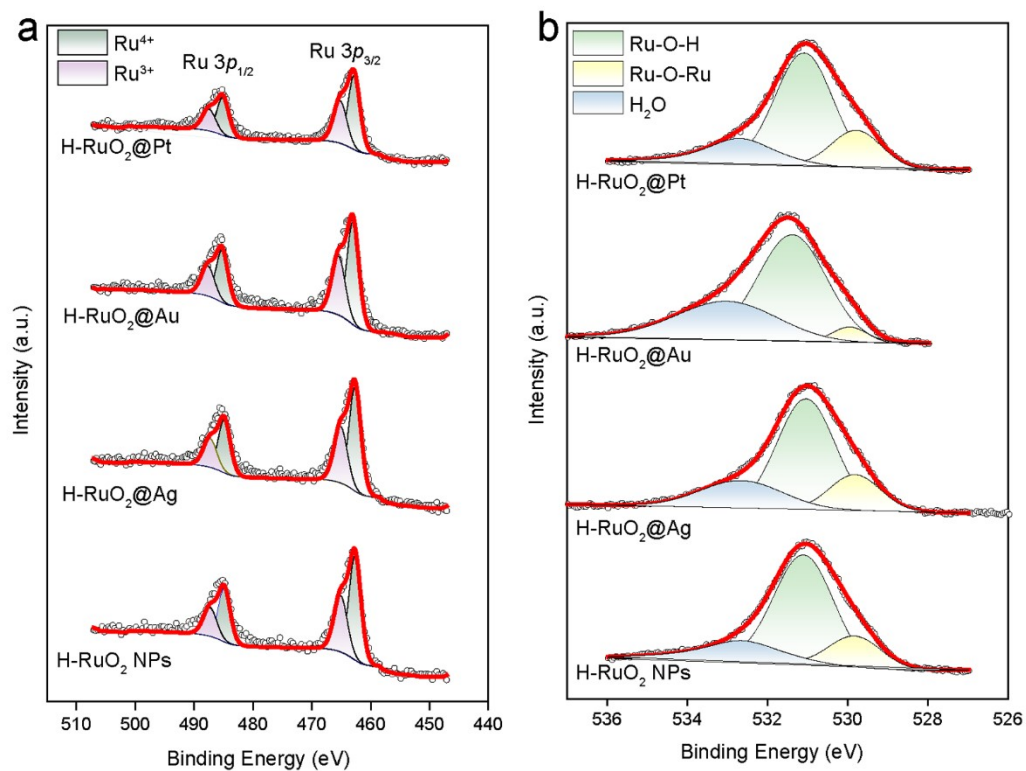 a
Ru⁴⁺
Ru³⁺
Ru 3p₁/₂
Ru 3p₃/₂
H-RuO₂@Pt
H-RuO₂@Au
H-RuO₂@Ag
H-RuO₂ NPs
Intensity (a.u.)
510 500 490 480 470 460 450 440
Binding Energy (eV)
b
Ru-O-H
Ru-O-Ru
H₂O
H-RuO₂@Pt
H-RuO₂@Au
H-RuO₂@Ag
H-RuO₂ NPs
Intensity (a.u.)
536 534 532 530 528 526
Binding Energy (eV)